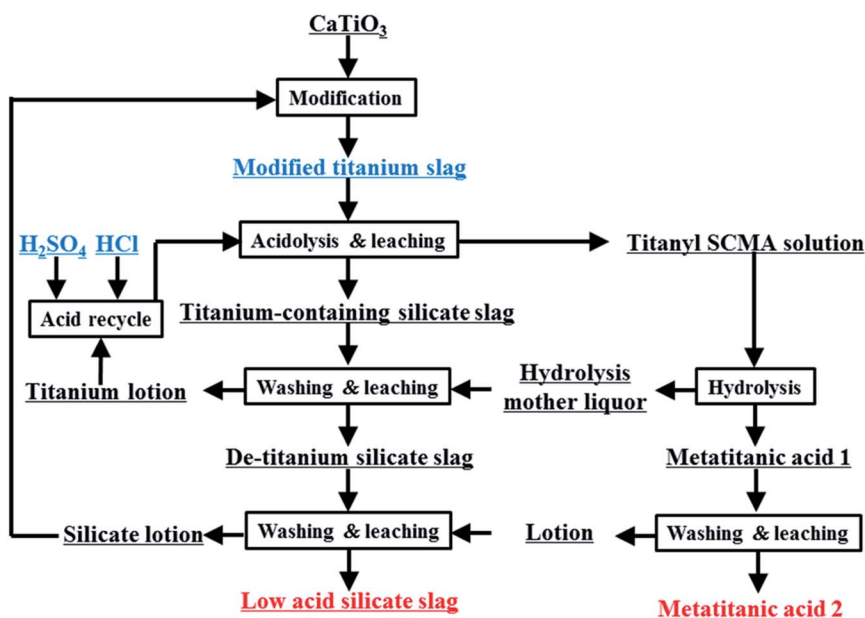 CaTiO3
Modification
Modified titanium slag
H2SO4 HCl
Acidolysis & leaching
Titanyl SCMA solution
Acid recycle
Titanium-containing silicate slag
Titanium lotion
Washing & leaching
Hydrolysis
mother liquor
Hydrolysis
De-titanium silicate slag
Metatitanic acid 1
Silicate lotion
Washing & leaching
Lotion
Washing & leaching
Low acid silicate slag
Metatitanic acid 2